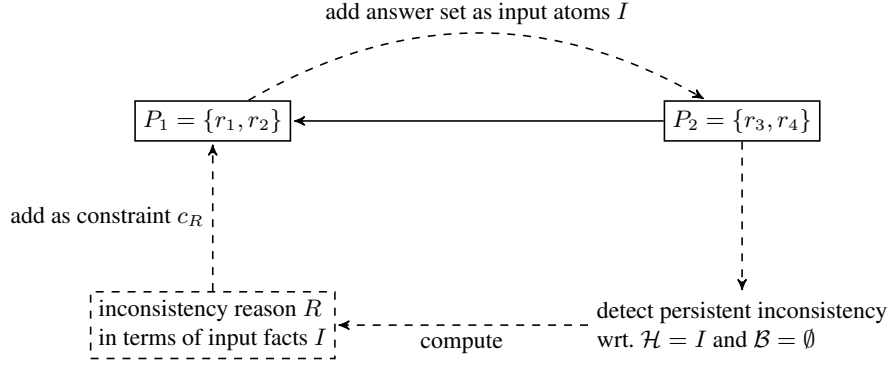 add answer set as input atoms I
P₁ = {r₁, r₂}
P₂ = {r₃, r₄}
add as constraint c_R
inconsistency reason R
in terms of input facts I
compute
detect persistent inconsistency
wrt. ℋ = I and ℬ = ∅